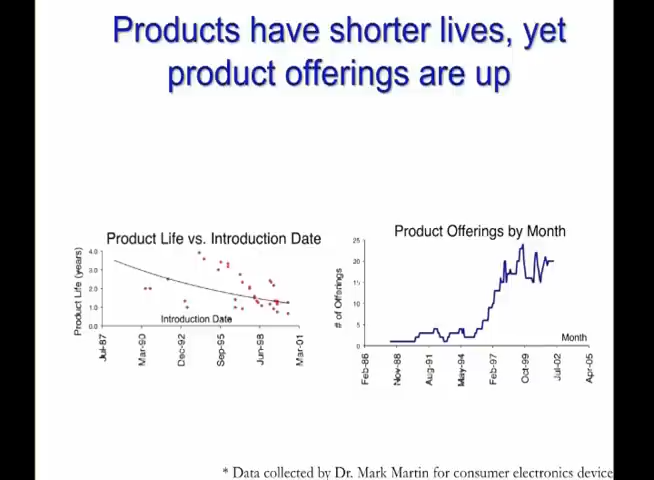 Products have shorter lives, yet
product offerings are up
Product Life vs. Introduction Date
Product Life (years)
4.0
3.0
2.0
1.0
0.0
Introduction Date
Jul-87
Mar-90
Dec-92
Sep-95
Jun-98
Mar-01
Product Offerings by Month
# of Offerings
25
20
15
10
5
0
Month
Feb-86
Nov-88
Aug-91
May-94
Feb-97
Oct-99
Jul-02
Apr-05
* Data collected by Dr. Mark Martin for consumer electronics device